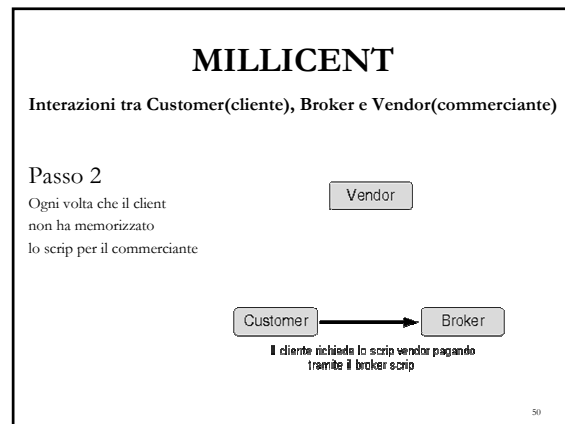 MILLICENT
Interazioni tra Customer(cliente), Broker e Vendor(commerciante)
Passo 2
Ogni volta che il client
non ha memorizzato
lo scrip per il commerciante
Vendor
Customer
Broker
Il cliente richiede lo scrip vendor pagando
tramite il broker scrip
50